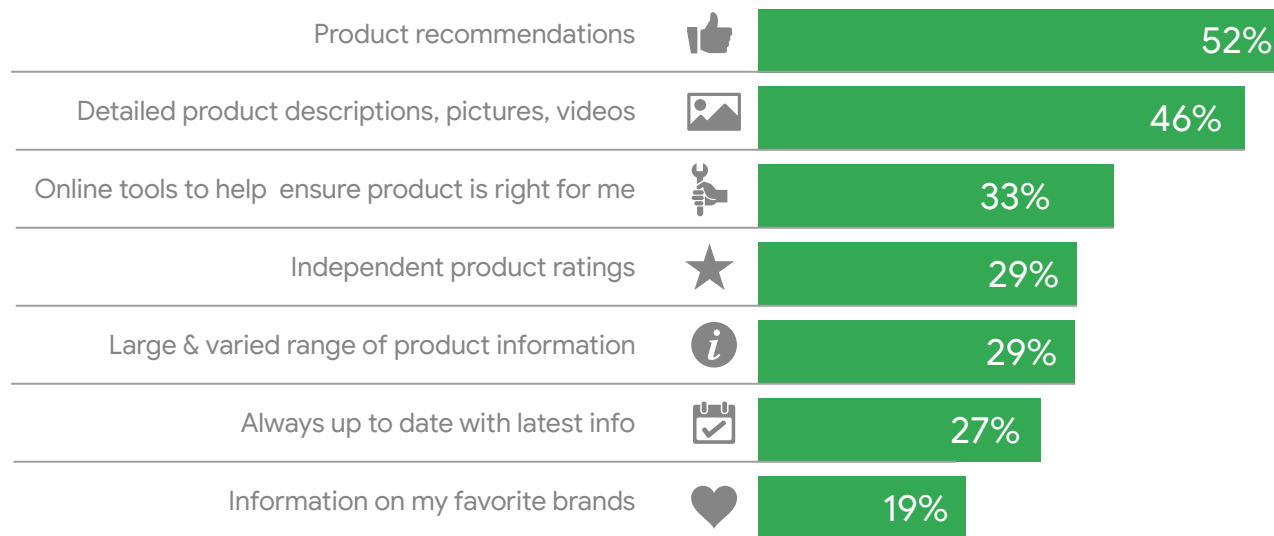 Product recommendations 52%
Detailed product descriptions, pictures, videos 46%
Online tools to help  ensure product is right for me 33%
Independent product ratings 29%
Large & varied range of product information 29%
Always up to date with latest info 27%
Information on my favorite brands 19%